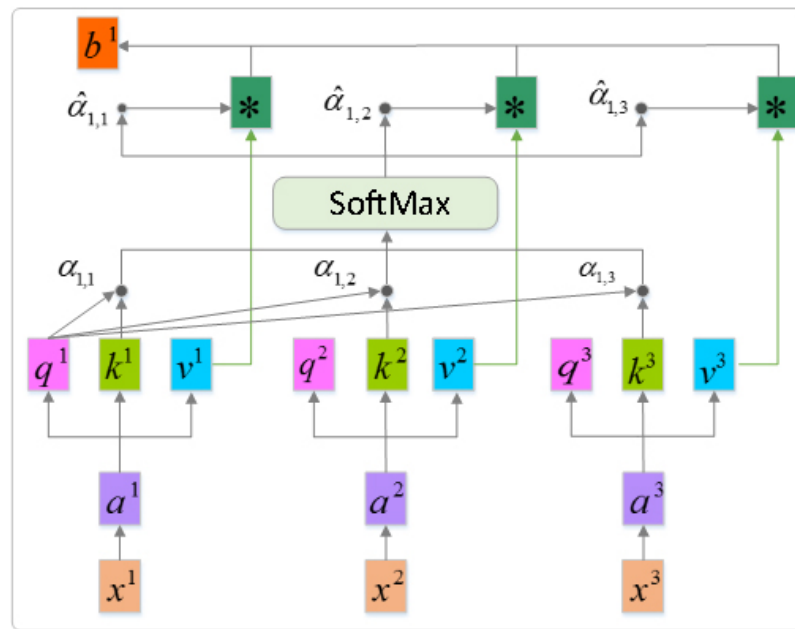 b¹
* * *
α̂₁,₁ α̂₁,₂ α̂₁,₃
SoftMax
α₁,₁ α₁,₂ α₁,₃
q¹ k¹ v¹ q² k² v² q³ k³ v³
a¹ a² a³
x¹ x² x³